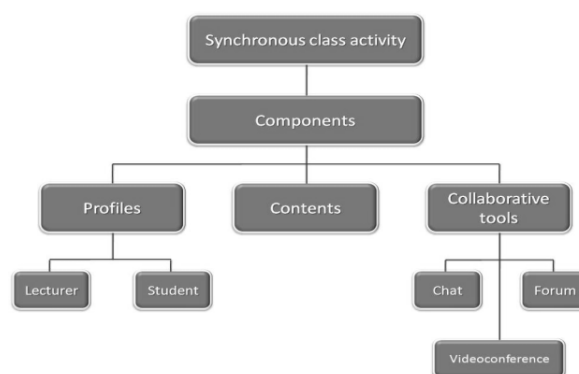 Synchronous class activity
Components
Profiles
Contents
Collaborative
tools
Lecturer
Student
Chat
Forum
Videoconference